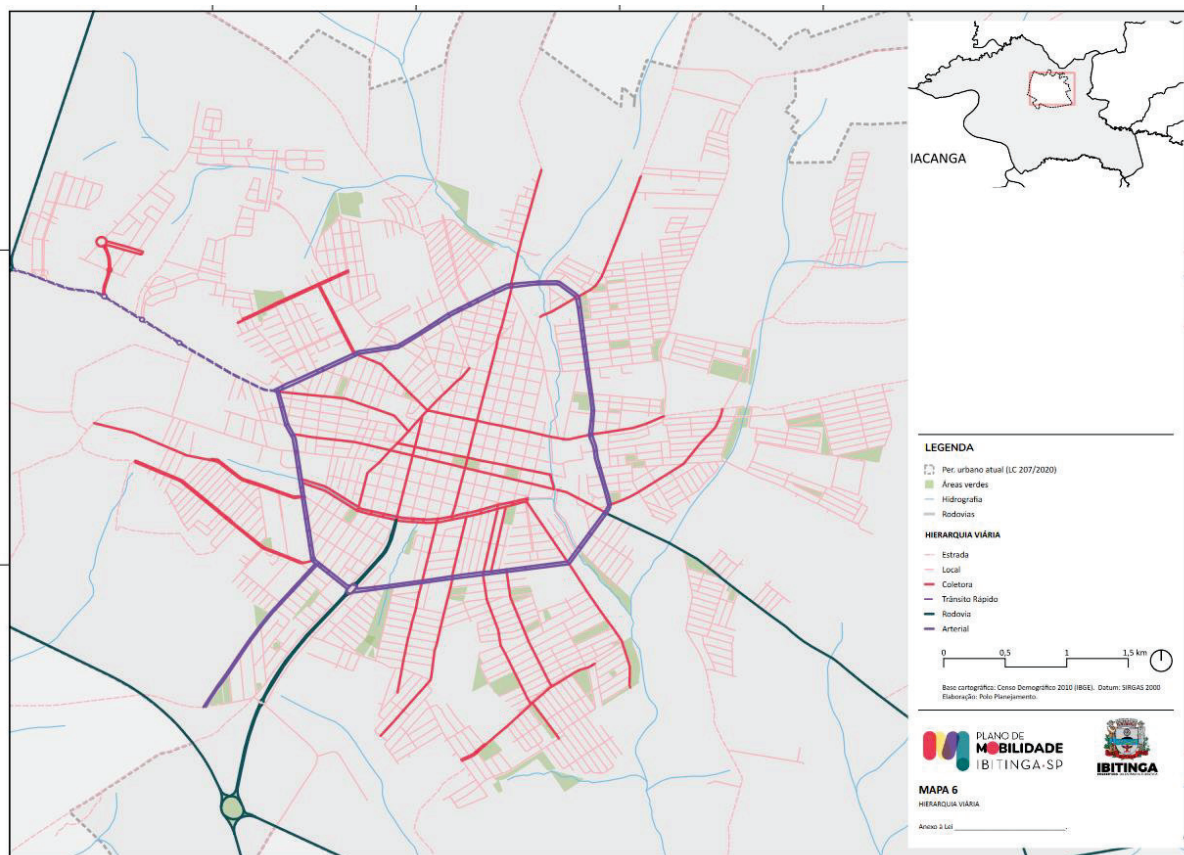 IACANGA
LEGENDA
Per. urbano atual (LC 207/2020)
Áreas verdes
Hidrografia
Rodovias
HIERARQUIA VIÁRIA
Estrada
Local
Coletora
Trânsito Rápido
Rodovia
Arterial
0 0,5 1 1,5 km
Base cartográfica: Censo Demográfico 2010 (IBGE). Datum: SIRGAS 2000
Elaboração: Polo Planejamento.
PLANO DE
MOBILIDADE
IBITINGA-SP
IBITINGA
MAPA 6
HIERARQUIA VIÁRIA
Anexo à Lei ______________________________.